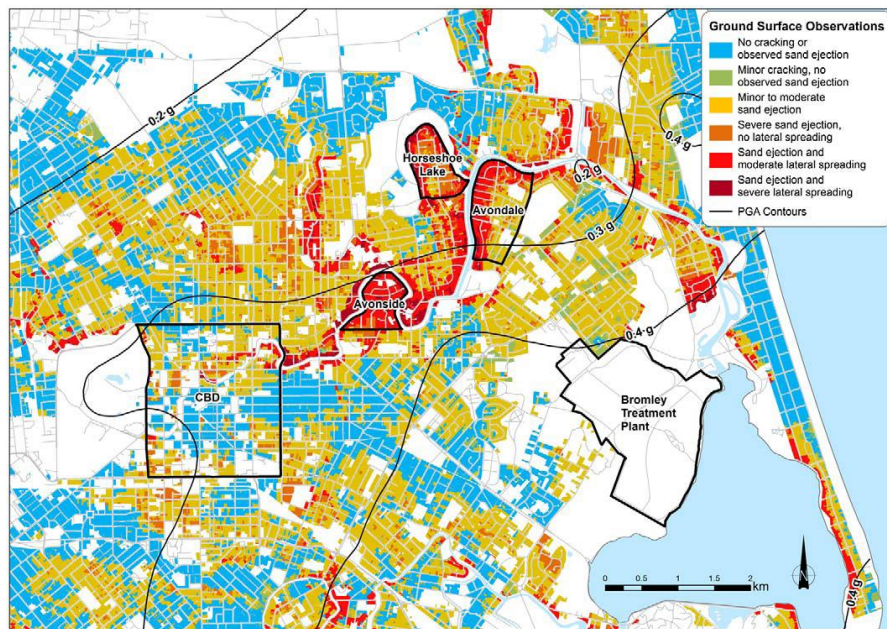 Ground Surface Observations
No cracking or
observed sand ejection
Minor cracking, no
observed sand ejection
Minor to moderate
sand ejection
Severe sand ejection,
no lateral spreading
Sand ejection and
moderate lateral spreading
Sand ejection and
severe lateral spreading
PGA Contours
0.2 g
0.4 g
Horseshoe
Lake
0.2 g
Avondale
0.3 g
Avonside
0.4 g
CBD
Bromley
Treatment
Plant
N
0 0.5 1 1.5 2
km
0.4 g